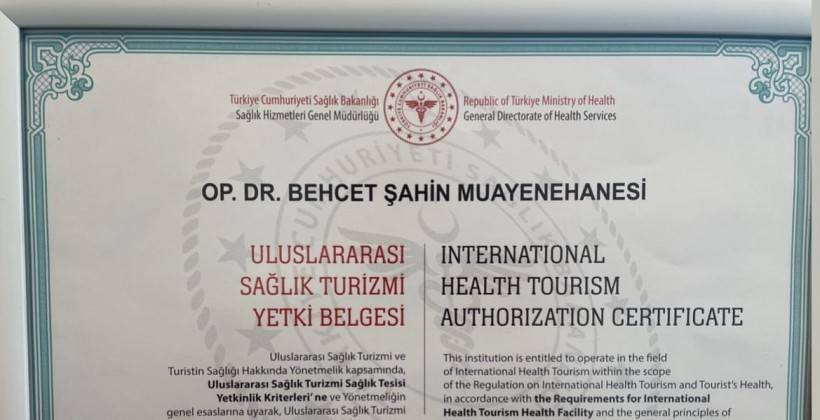 Türkiye Cumhuriyeti Sağlık Bakanlığı
Sağlık Hizmetleri Genel Müdürlüğü
Republic of Türkiye Ministry of Health
General Directorate of Health Services
OP. DR. BEHCET ŞAHİN MUAYENEHANESİ
ULUSLARARASI
SAĞLIK TURİZMİ
YETKİ BELGESİ
INTERNATIONAL
HEALTH TOURISM
AUTHORIZATION CERTIFICATE
Uluslararası Sağlık Turizmi ve
Turistin Sağlığı Hakkında Yönetmelik kapsamında,
Uluslararası Sağlık Turizmi Sağlık Tesisi
Yetkinlik Kriterleri' ne ve Yönetmeliğin
genel esaslarına uyarak, Uluslararası Sağlık Turizmi
This institution is entitled to operate in the field
of International Health Tourism within the scope
of the Regulation on International Health Tourism and Tourist's Health,
in accordance with the Requirements for International
Health Tourism Health Facility and the general principles of